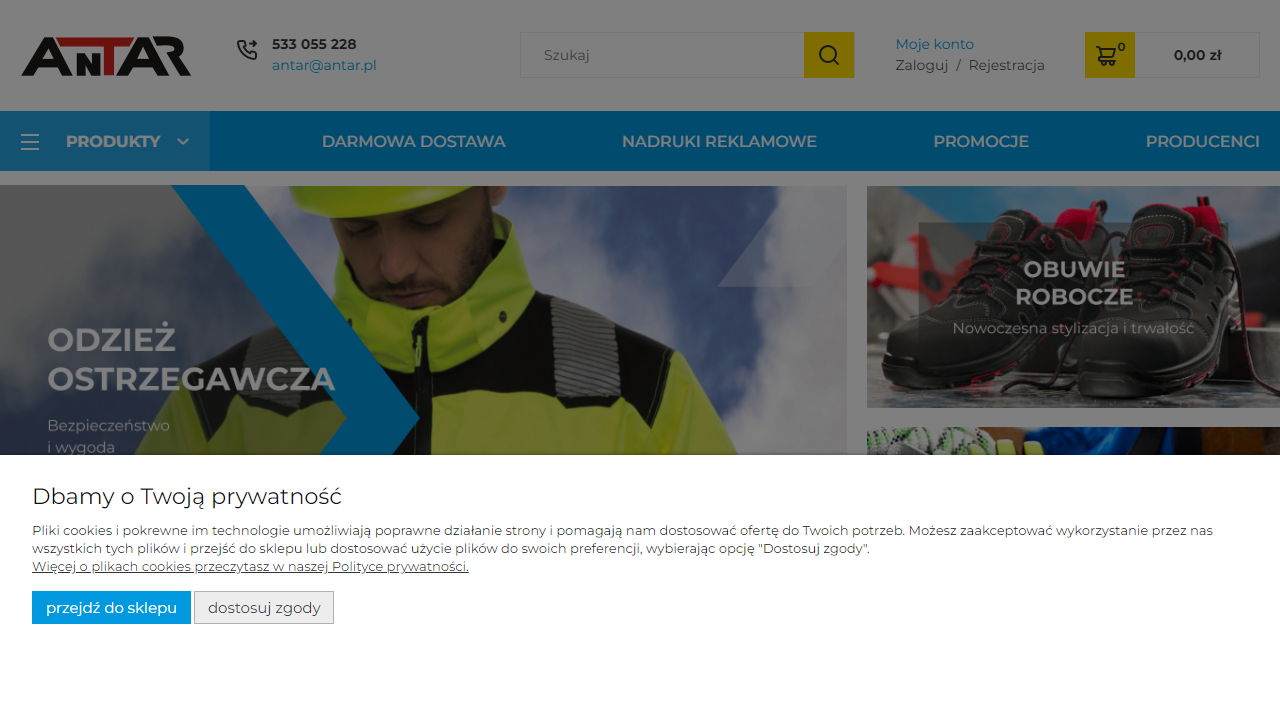 ANTAR
533 055 228
antar@antar.pl
Szukaj
Moje konto
Zaloguj / Rejestracja
0
0,00 zł
PRODUKTY
DARMOWA DOSTAWA
NADRUKI REKLAMOWE
PROMOCJE
PRODUCENCI
ODZIEŻ
OSTRZEGAWCZA
Bezpieczeństwo
i wygoda
OBUWIE
ROBOCZE
Nowoczesna stylizacja i trwałość
Dbamy o Twoją prywatność
Pliki cookies i pokrewne im technologie umożliwiają poprawne działanie strony i pomagają nam dostosować ofertę do Twoich potrzeb. Możesz zaakceptować wykorzystanie przez nas
wszystkich tych plików i przejść do sklepu lub dostosować użycie plików do swoich preferencji, wybierając opcję "Dostosuj zgody".
Więcej o plikach cookies przeczytasz w naszej Polityce prywatności.
przejdź do sklepu
dostosuj zgody